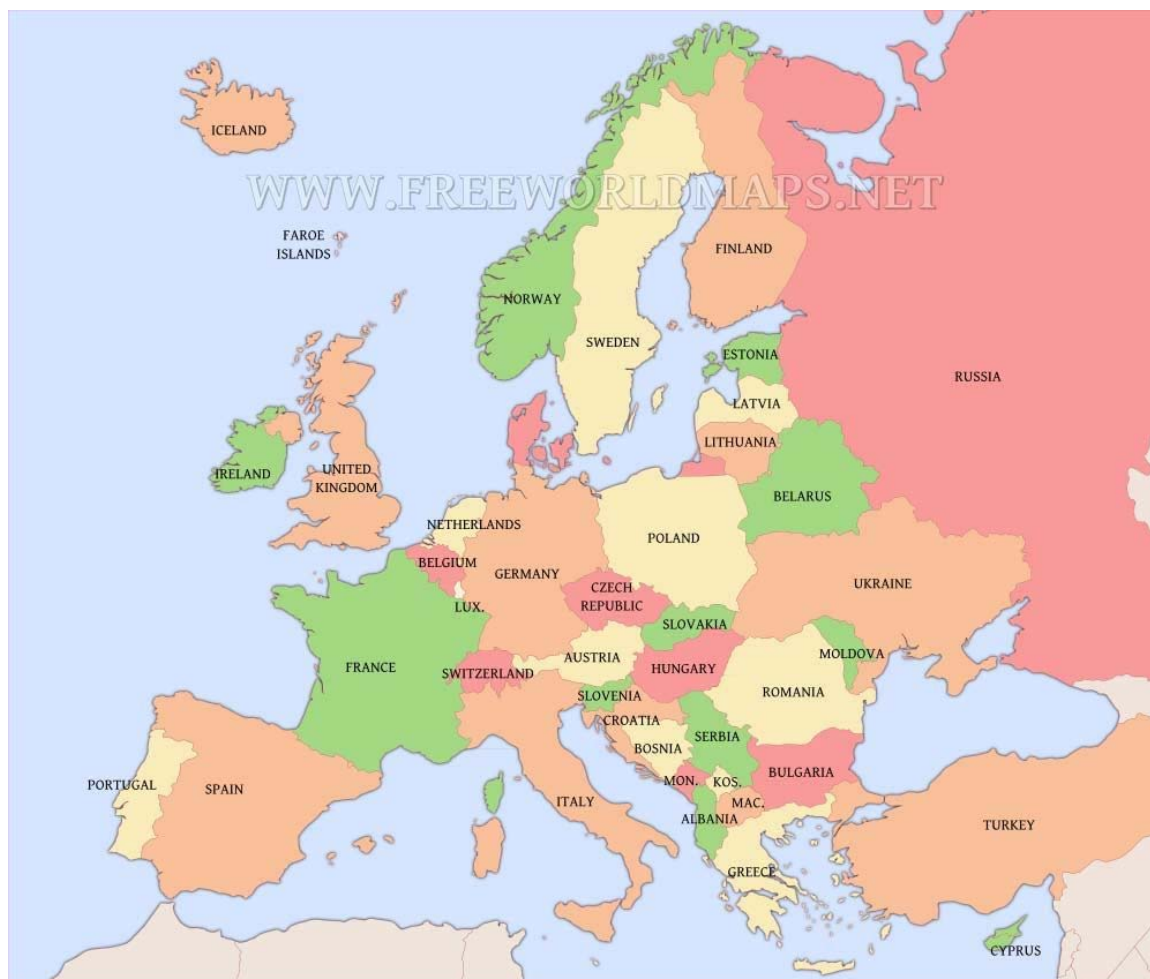 ICELAND
WWW.FREEWORLDMAPS.NET
FAROE
ISLANDS
FINLAND
NORWAY
SWEDEN
ESTONIA
RUSSIA
LATVIA
LITHUANIA
IRELAND
UNITED
KINGDOM
BELARUS
NETHERLANDS
POLAND
BELGIUM
GERMANY
UKRAINE
CZECH
REPUBLIC
LUX.
SLOVAKIA
FRANCE
SWITZERLAND
AUSTRIA
HUNGARY
MOLDOVA
SLOVENIA
ROMANIA
CROATIA
SERBIA
BOSNIA
PORTUGAL
SPAIN
MON.
KOS.
BULGARIA
ITALY
MAC.
ALBANIA
TURKEY
GREECE
CYPRUS